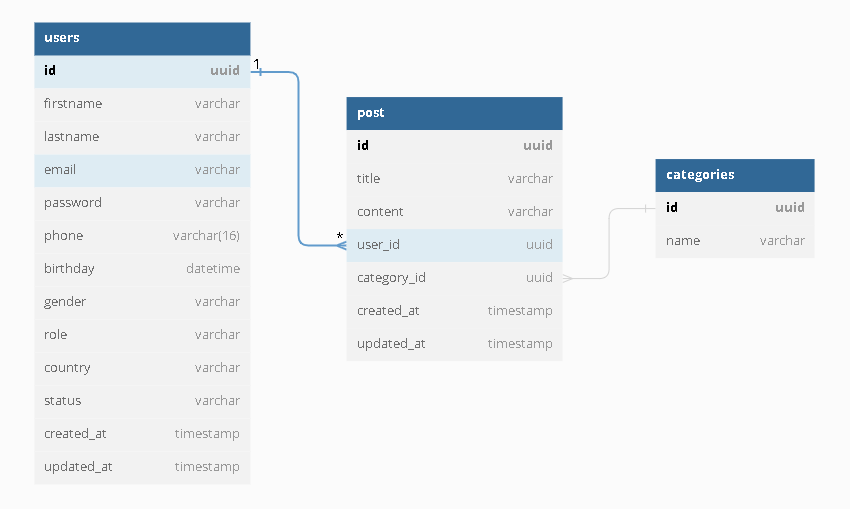 users
id uuid
firstname varchar
lastname varchar
email varchar
password varchar
phone varchar(16)
birthday datetime
gender varchar
role varchar
country varchar
status varchar
created_at timestamp
updated_at timestamp
1
*
post
id uuid
title varchar
content varchar
user_id uuid
category_id uuid
created_at timestamp
updated_at timestamp
categories
id uuid
name varchar